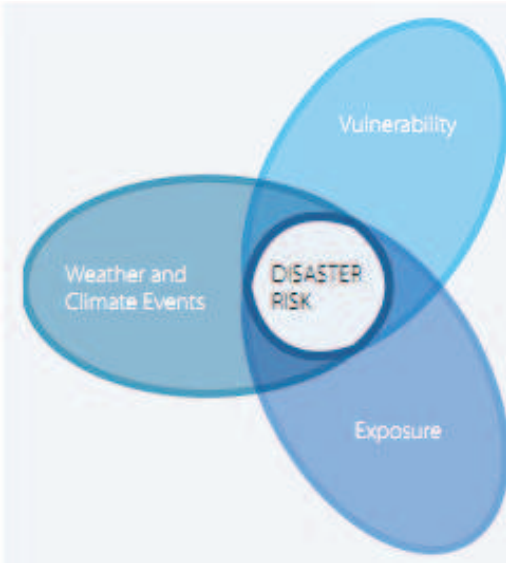 Vulnerability
Weather and
Climate Events
DISASTER
RISK
Exposure